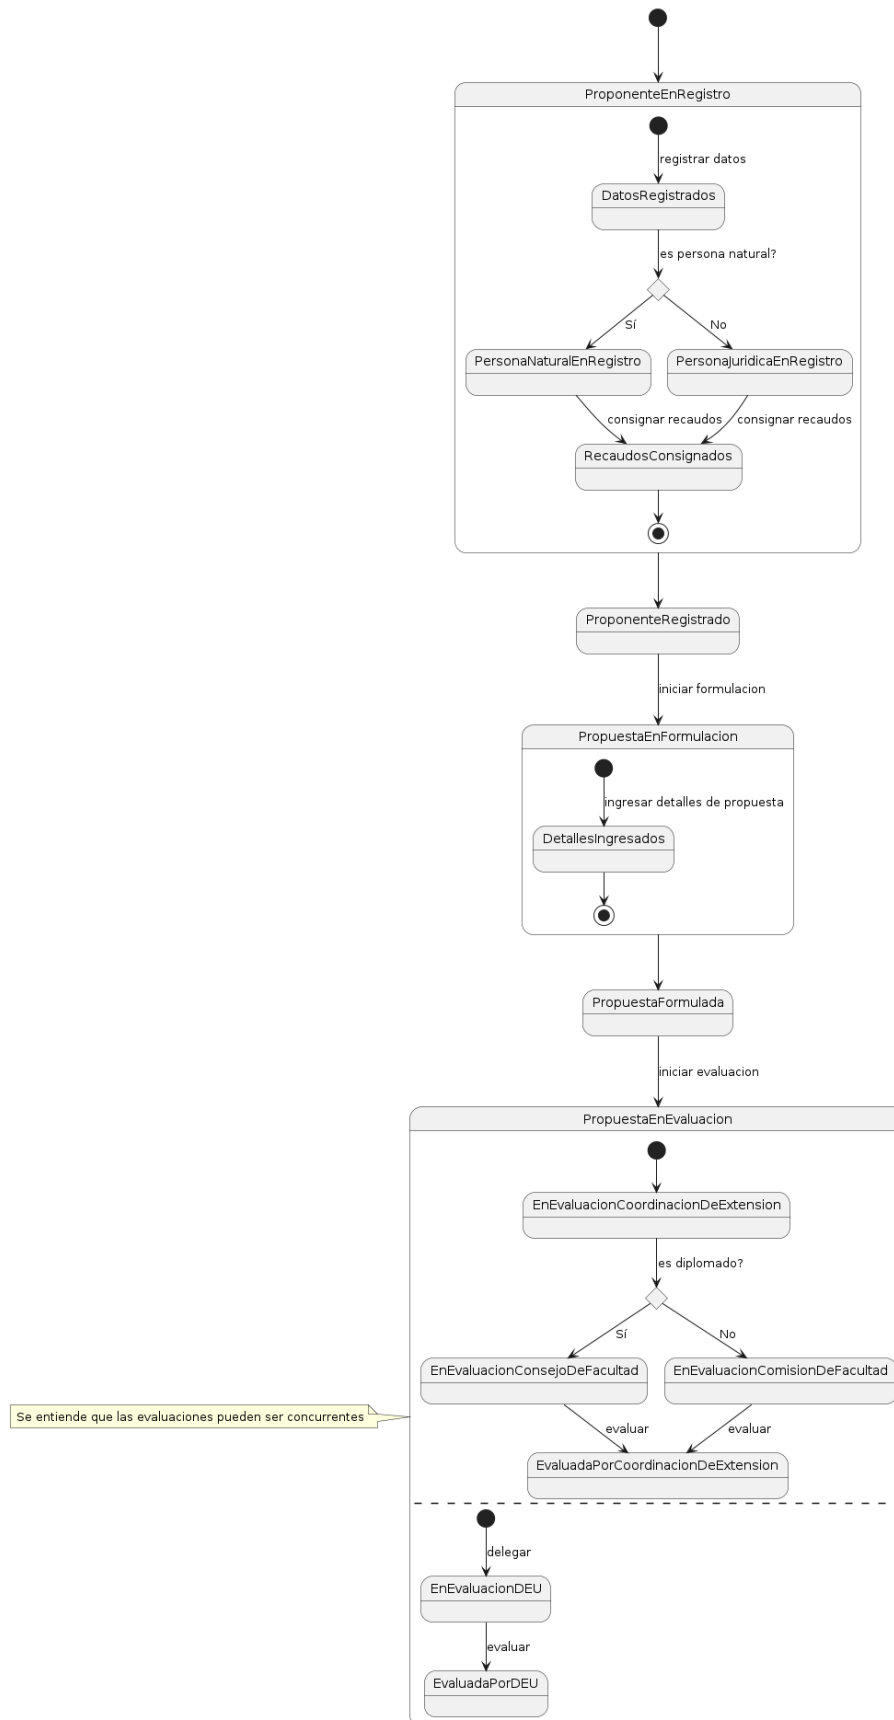 ProponenteEnRegistro
registrar datos
DatosRegistrados
es persona natural?
Sí
No
PersonaNaturalEnRegistro
PersonaJuridicaEnRegistro
consignar recaudos
consignar recaudos
RecaudosConsignados
ProponenteRegistrado
iniciar formulacion
PropuestaEnFormulacion
ingresar detalles de propuesta
DetallesIngresados
PropuestaFormulada
iniciar evaluacion
PropuestaEnEvaluacion
EnEvaluacionCoordinacionDeExtension
es diplomado?
Sí
No
EnEvaluacionConsejoDeFacultad
EnEvaluacionComisionDeFacultad
Se entiende que las evaluaciones pueden ser concurrentes
evaluar
evaluar
EvaluadaPorCoordinacionDeExtension
delegar
EnEvaluacionDEU
evaluar
EvaluadaPorDEU